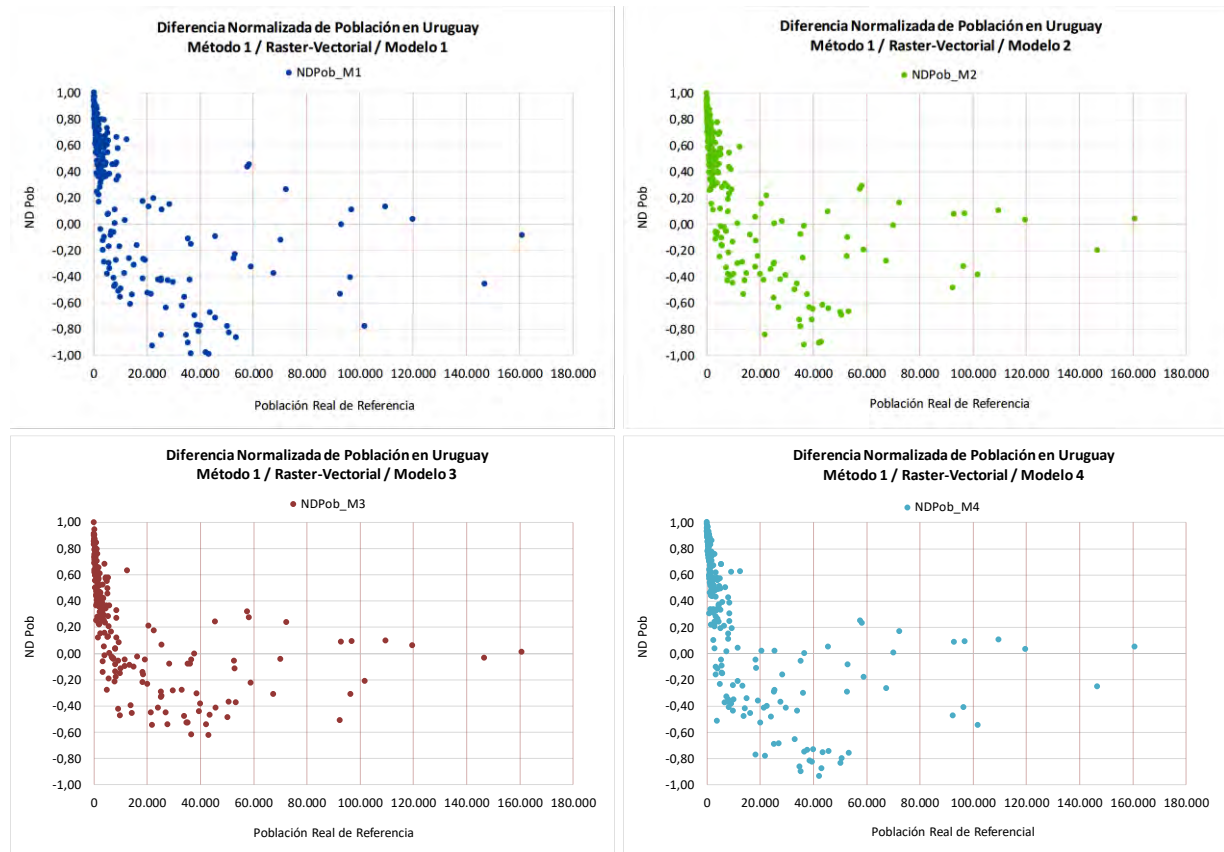 Diferencia Normalizada de Población en Uruguay
Método 1 / Raster-Vectorial / Modelo 1
NDPob_M1
ND Pob
1,00
0,80
0,60
0,40
0,20
0,00
-0,20
-0,40
-0,60
-0,80
-1,00
0 20.000 40.000 60.000 80.000 100.000 120.000 140.000 160.000 180.000
Población Real de Referencia
Diferencia Normalizada de Población en Uruguay
Método 1 / Raster-Vectorial / Modelo 2
NDPob_M2
ND Pob
1,00
0,80
0,60
0,40
0,20
0,00
-0,20
-0,40
-0,60
-0,80
-1,00
0 20.000 40.000 60.000 80.000 100.000 120.000 140.000 160.000 180.000
Población Real de Referencia
Diferencia Normalizada de Población en Uruguay
Método 1 / Raster-Vectorial / Modelo 3
NDPob_M3
ND Pob
1,00
0,80
0,60
0,40
0,20
0,00
-0,20
-0,40
-0,60
-0,80
-1,00
0 20.000 40.000 60.000 80.000 100.000 120.000 140.000 160.000 180.000
Población Real de Referencia
Diferencia Normalizada de Población en Uruguay
Método 1 / Raster-Vectorial / Modelo 4
NDPob_M4
ND Pob
1,00
0,80
0,60
0,40
0,20
0,00
-0,20
-0,40
-0,60
-0,80
-1,00
0 20.000 40.000 60.000 80.000 100.000 120.000 140.000 160.000 180.000
Población Real de Referencial